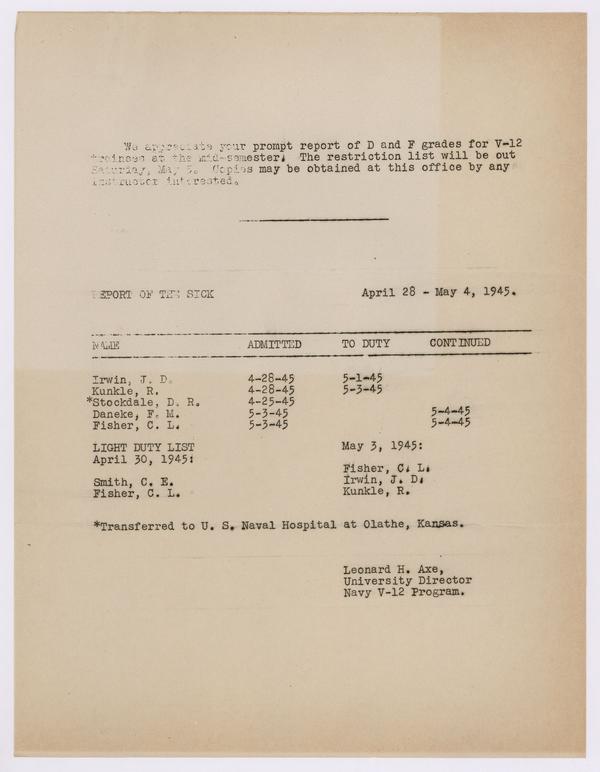 We appreciate your prompt report of D and F grades for V-12
trainees at the mid-semester. The restriction list will be out
Saturday, May 5. Copies may be obtained at this office by any
instructor interested.
REPORT OF THE SICK April 28 - May 4, 1945.
NAME ADMITTED TO DUTY CONTINUED
Irwin, J. D. 4-28-45 5-1-45
Kunkle, R. 4-28-45 5-3-45
*Stockdale, D. R. 4-25-45
Daneke, F. M. 5-3-45 5-4-45
Fisher, C. L. 5-3-45 5-4-45
LIGHT DUTY LIST May 3, 1945:
April 30, 1945:
Fisher, C. L.
Smith, C. E. Irwin, J. D.
Fisher, C. L. Kunkle, R.
*Transferred to U. S. Naval Hospital at Olathe, Kansas.
Leonard H. Axe,
University Director
Navy V-12 Program.